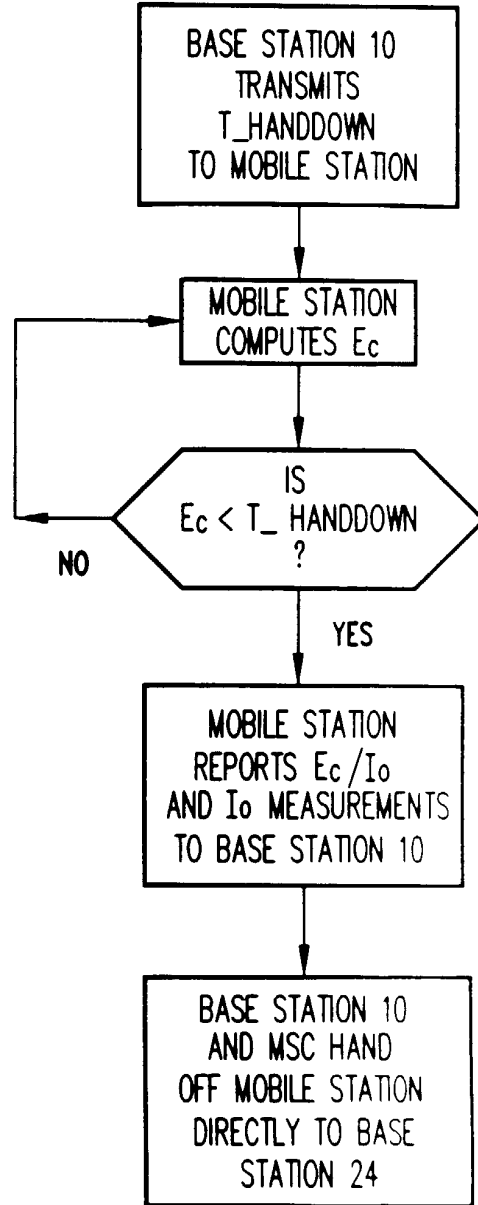 BASE STATION 10
TRANSMITS
T_HANDDOWN
TO MOBILE STATION
MOBILE STATION
COMPUTES Ec
IS
Ec < T_ HANDDOWN
?
NO
YES
MOBILE STATION
REPORTS Ec/Io
AND Io MEASUREMENTS
TO BASE STATION 10
BASE STATION 10
AND MSC HAND
OFF MOBILE STATION
DIRECTLY TO BASE
STATION 24